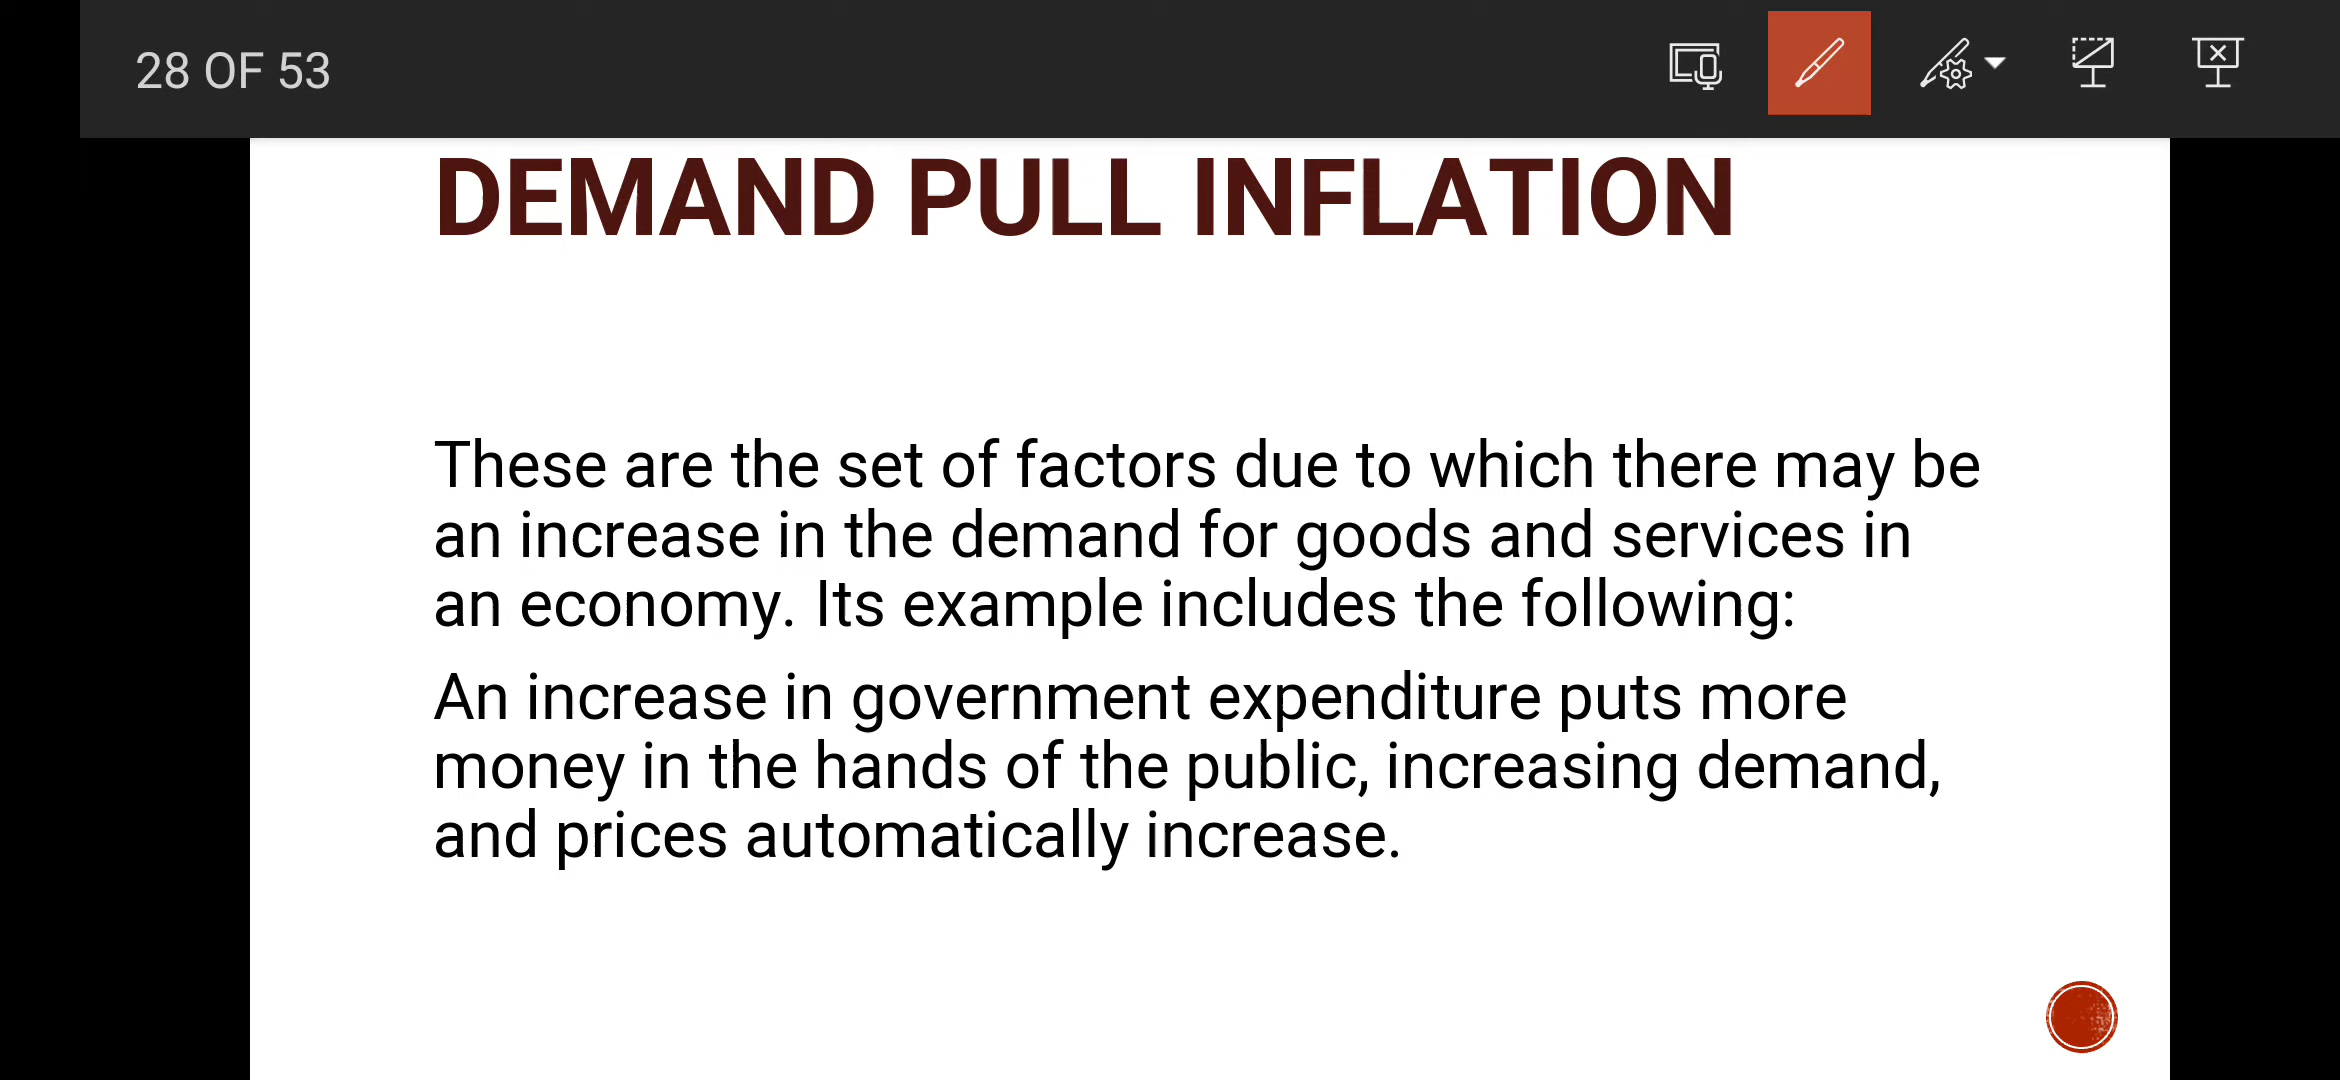 28 OF 53
DEMAND PULL INFLATION
These are the set of factors due to which there may be
an increase in the demand for goods and services in
an economy. Its example includes the following:
An increase in government expenditure puts more
money in the hands of the public, increasing demand,
and prices automatically increase.